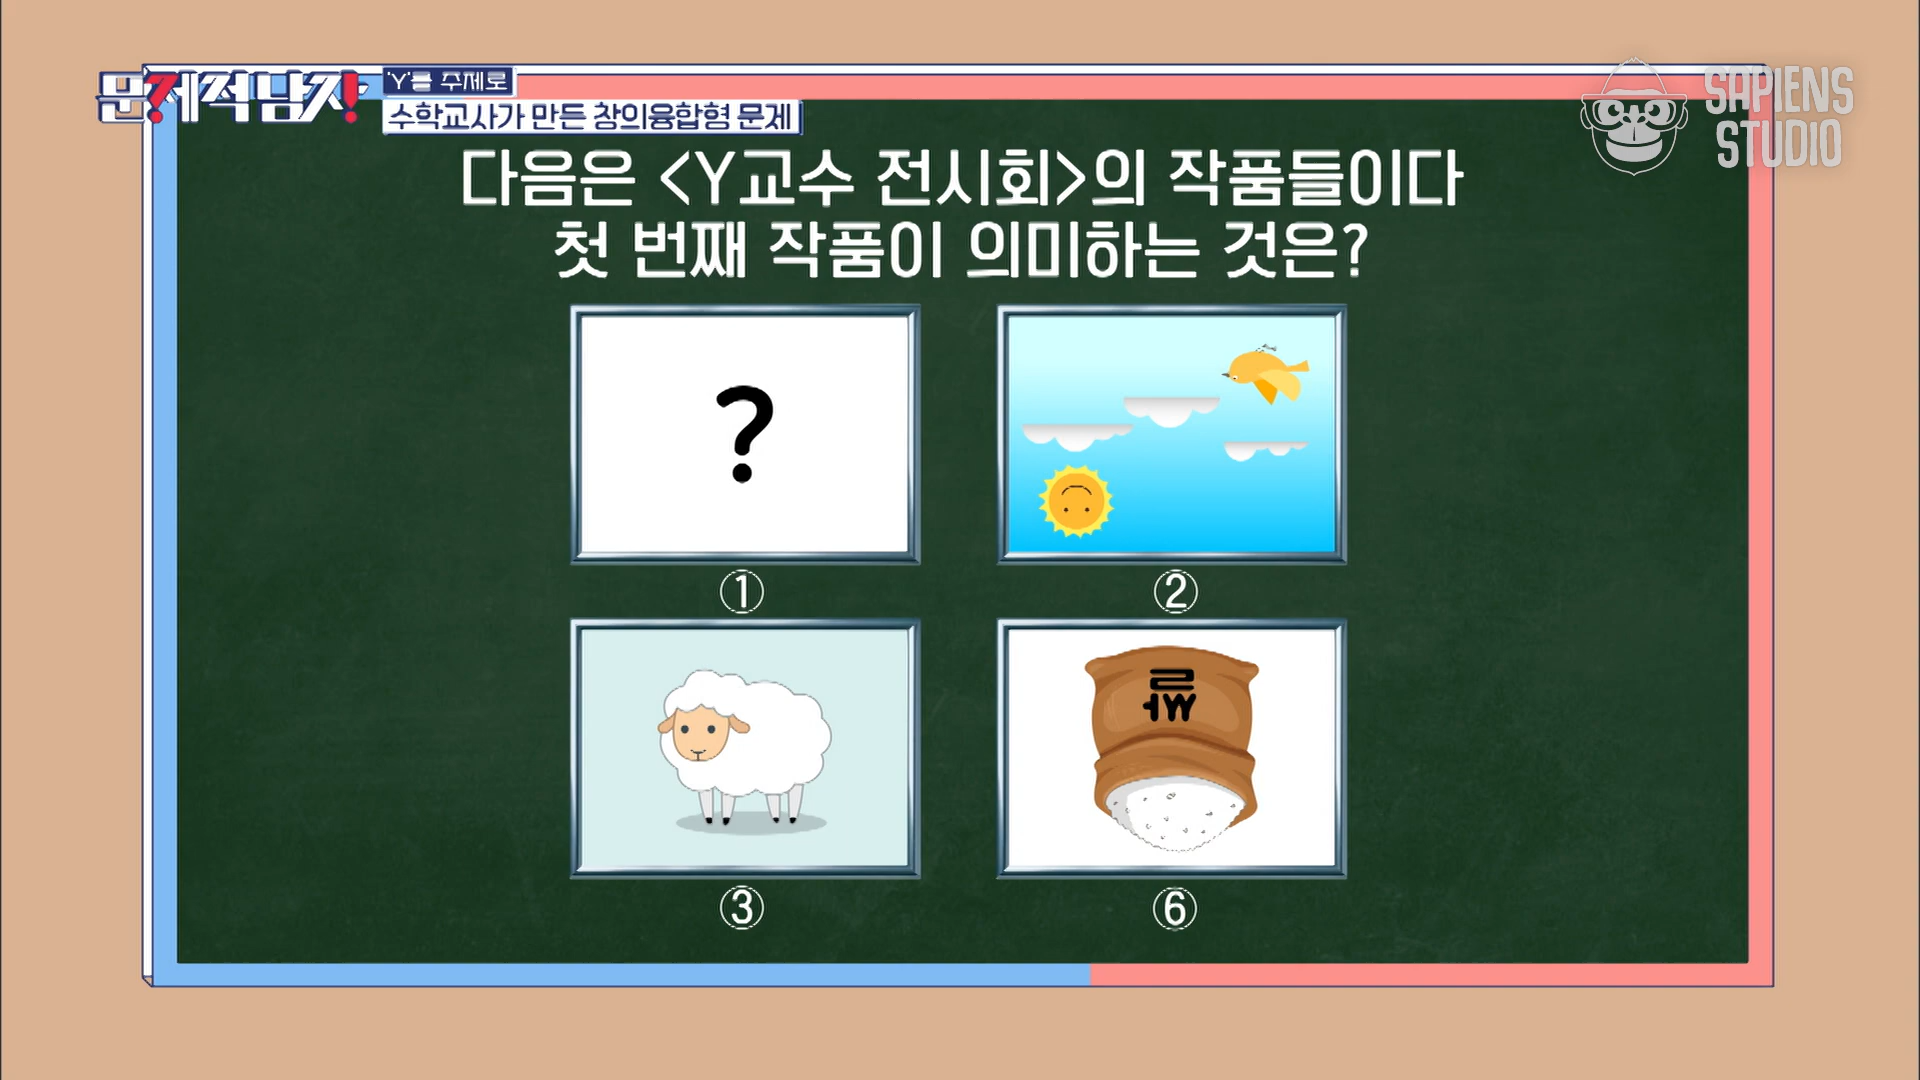 문제적 남자!
'Y'를 주제로
수학교사가 만든 창의융합형 문제
SAPIENS
STUDIO
다음은 <Y교수 전시회>의 작품들이다
첫 번째 작품이 의미하는 것은?
?
① ②
쌀
③ ⑥